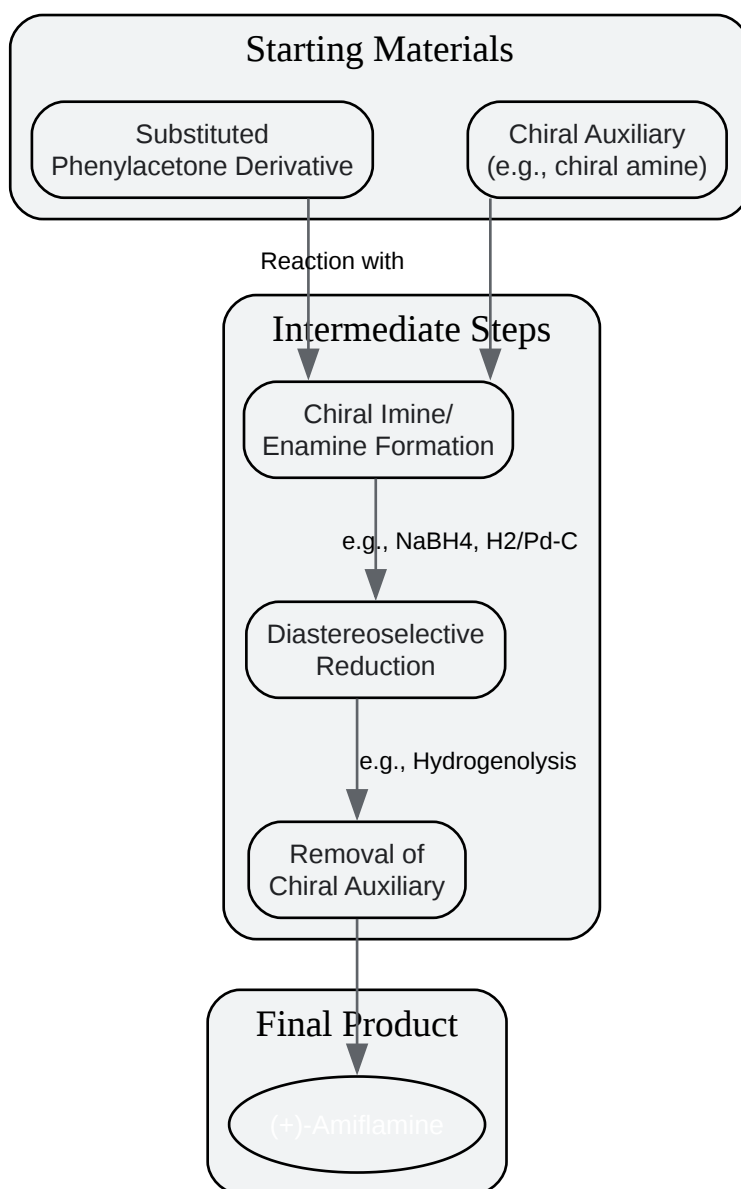 Starting Materials
Substituted
Phenylacetone Derivative
Chiral Auxiliary
(e.g., chiral amine)
Reaction with
Intermediate Steps
Chiral Imine/
Enamine Formation
e.g., NaBH4, H2/Pd-C
Diastereoselective
Reduction
e.g., Hydrogenolysis
Removal of
Chiral Auxiliary
Final Product
(+)-Amiflamine